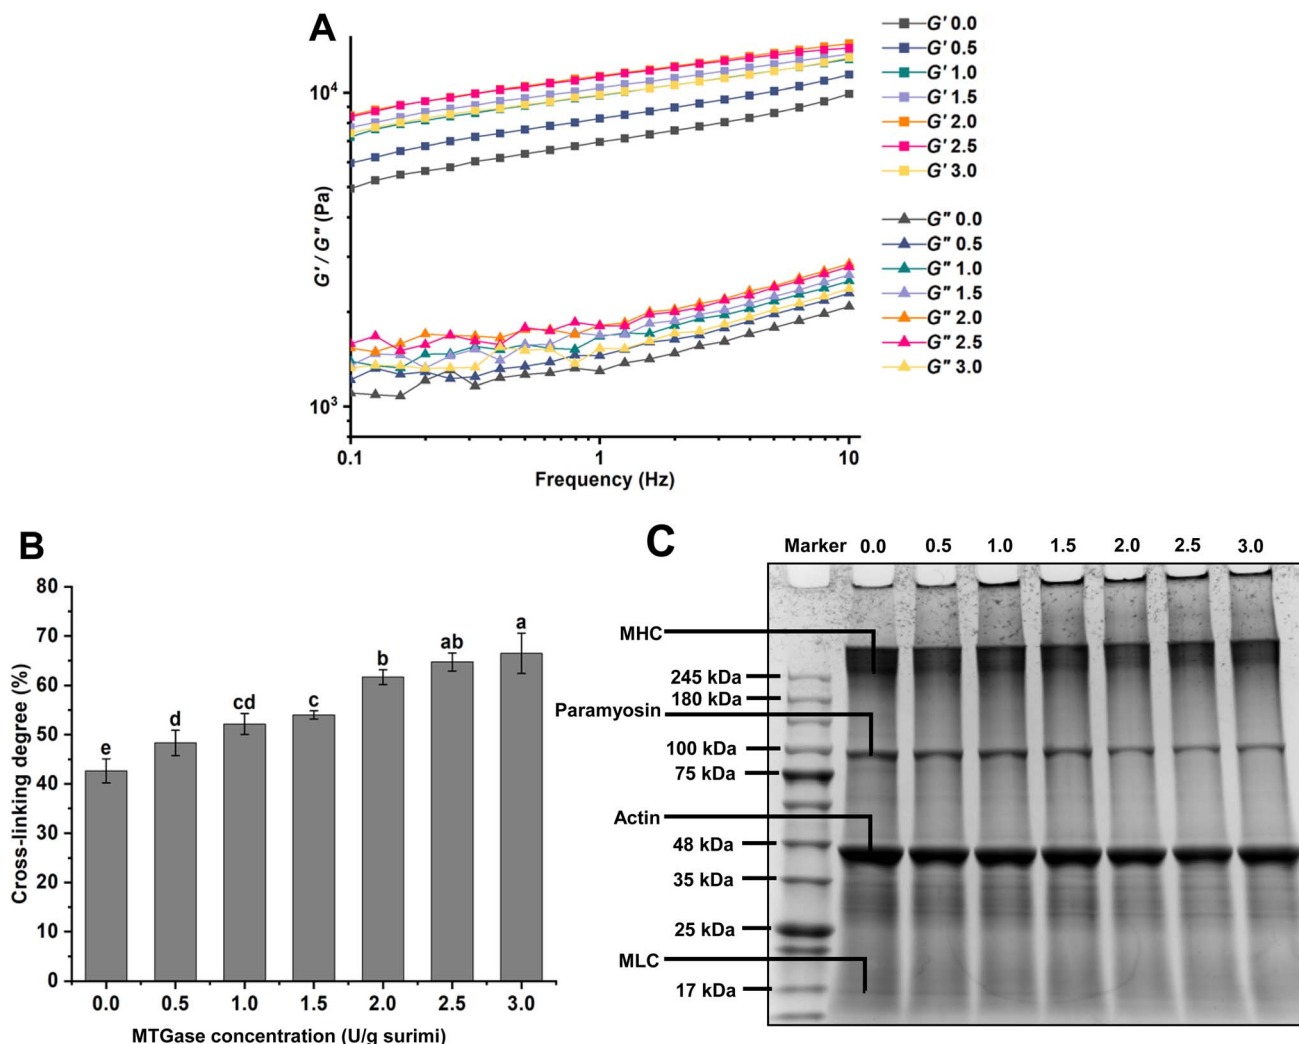 A
G' 0.0
G' 0.5
G' 1.0
G' 1.5
G' 2.0
G' 2.5
G' 3.0
G" 0.0
G" 0.5
G" 1.0
G" 1.5
G" 2.0
G" 2.5
G" 3.0
10⁴
10³
G' / G" (Pa)
0.1 1 10
Frequency (Hz)
B
80
70
60
50
40
30
20
10
0
Cross-linking degree (%)
e d cd c b ab a
0.0 0.5 1.0 1.5 2.0 2.5 3.0
MTGase concentration (U/g surimi)
C
Marker 0.0 0.5 1.0 1.5 2.0 2.5 3.0
MHC
245 kDa
180 kDa
Paramyosin
100 kDa
75 kDa
Actin
48 kDa
35 kDa
25 kDa
MLC
17 kDa